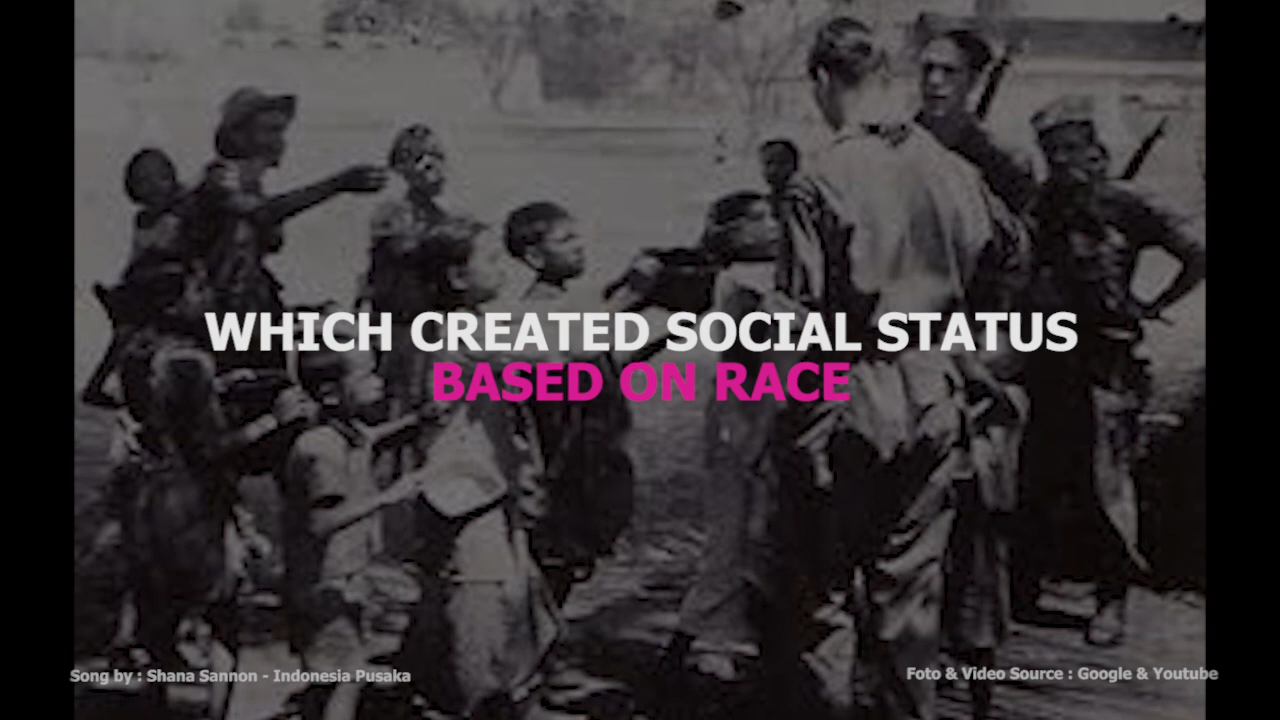 WHICH CREATED SOCIAL STATUS
BASED ON RACE
Song by : Shana Sannon - Indonesia Pusaka
Foto & Video Source : Google & Youtube